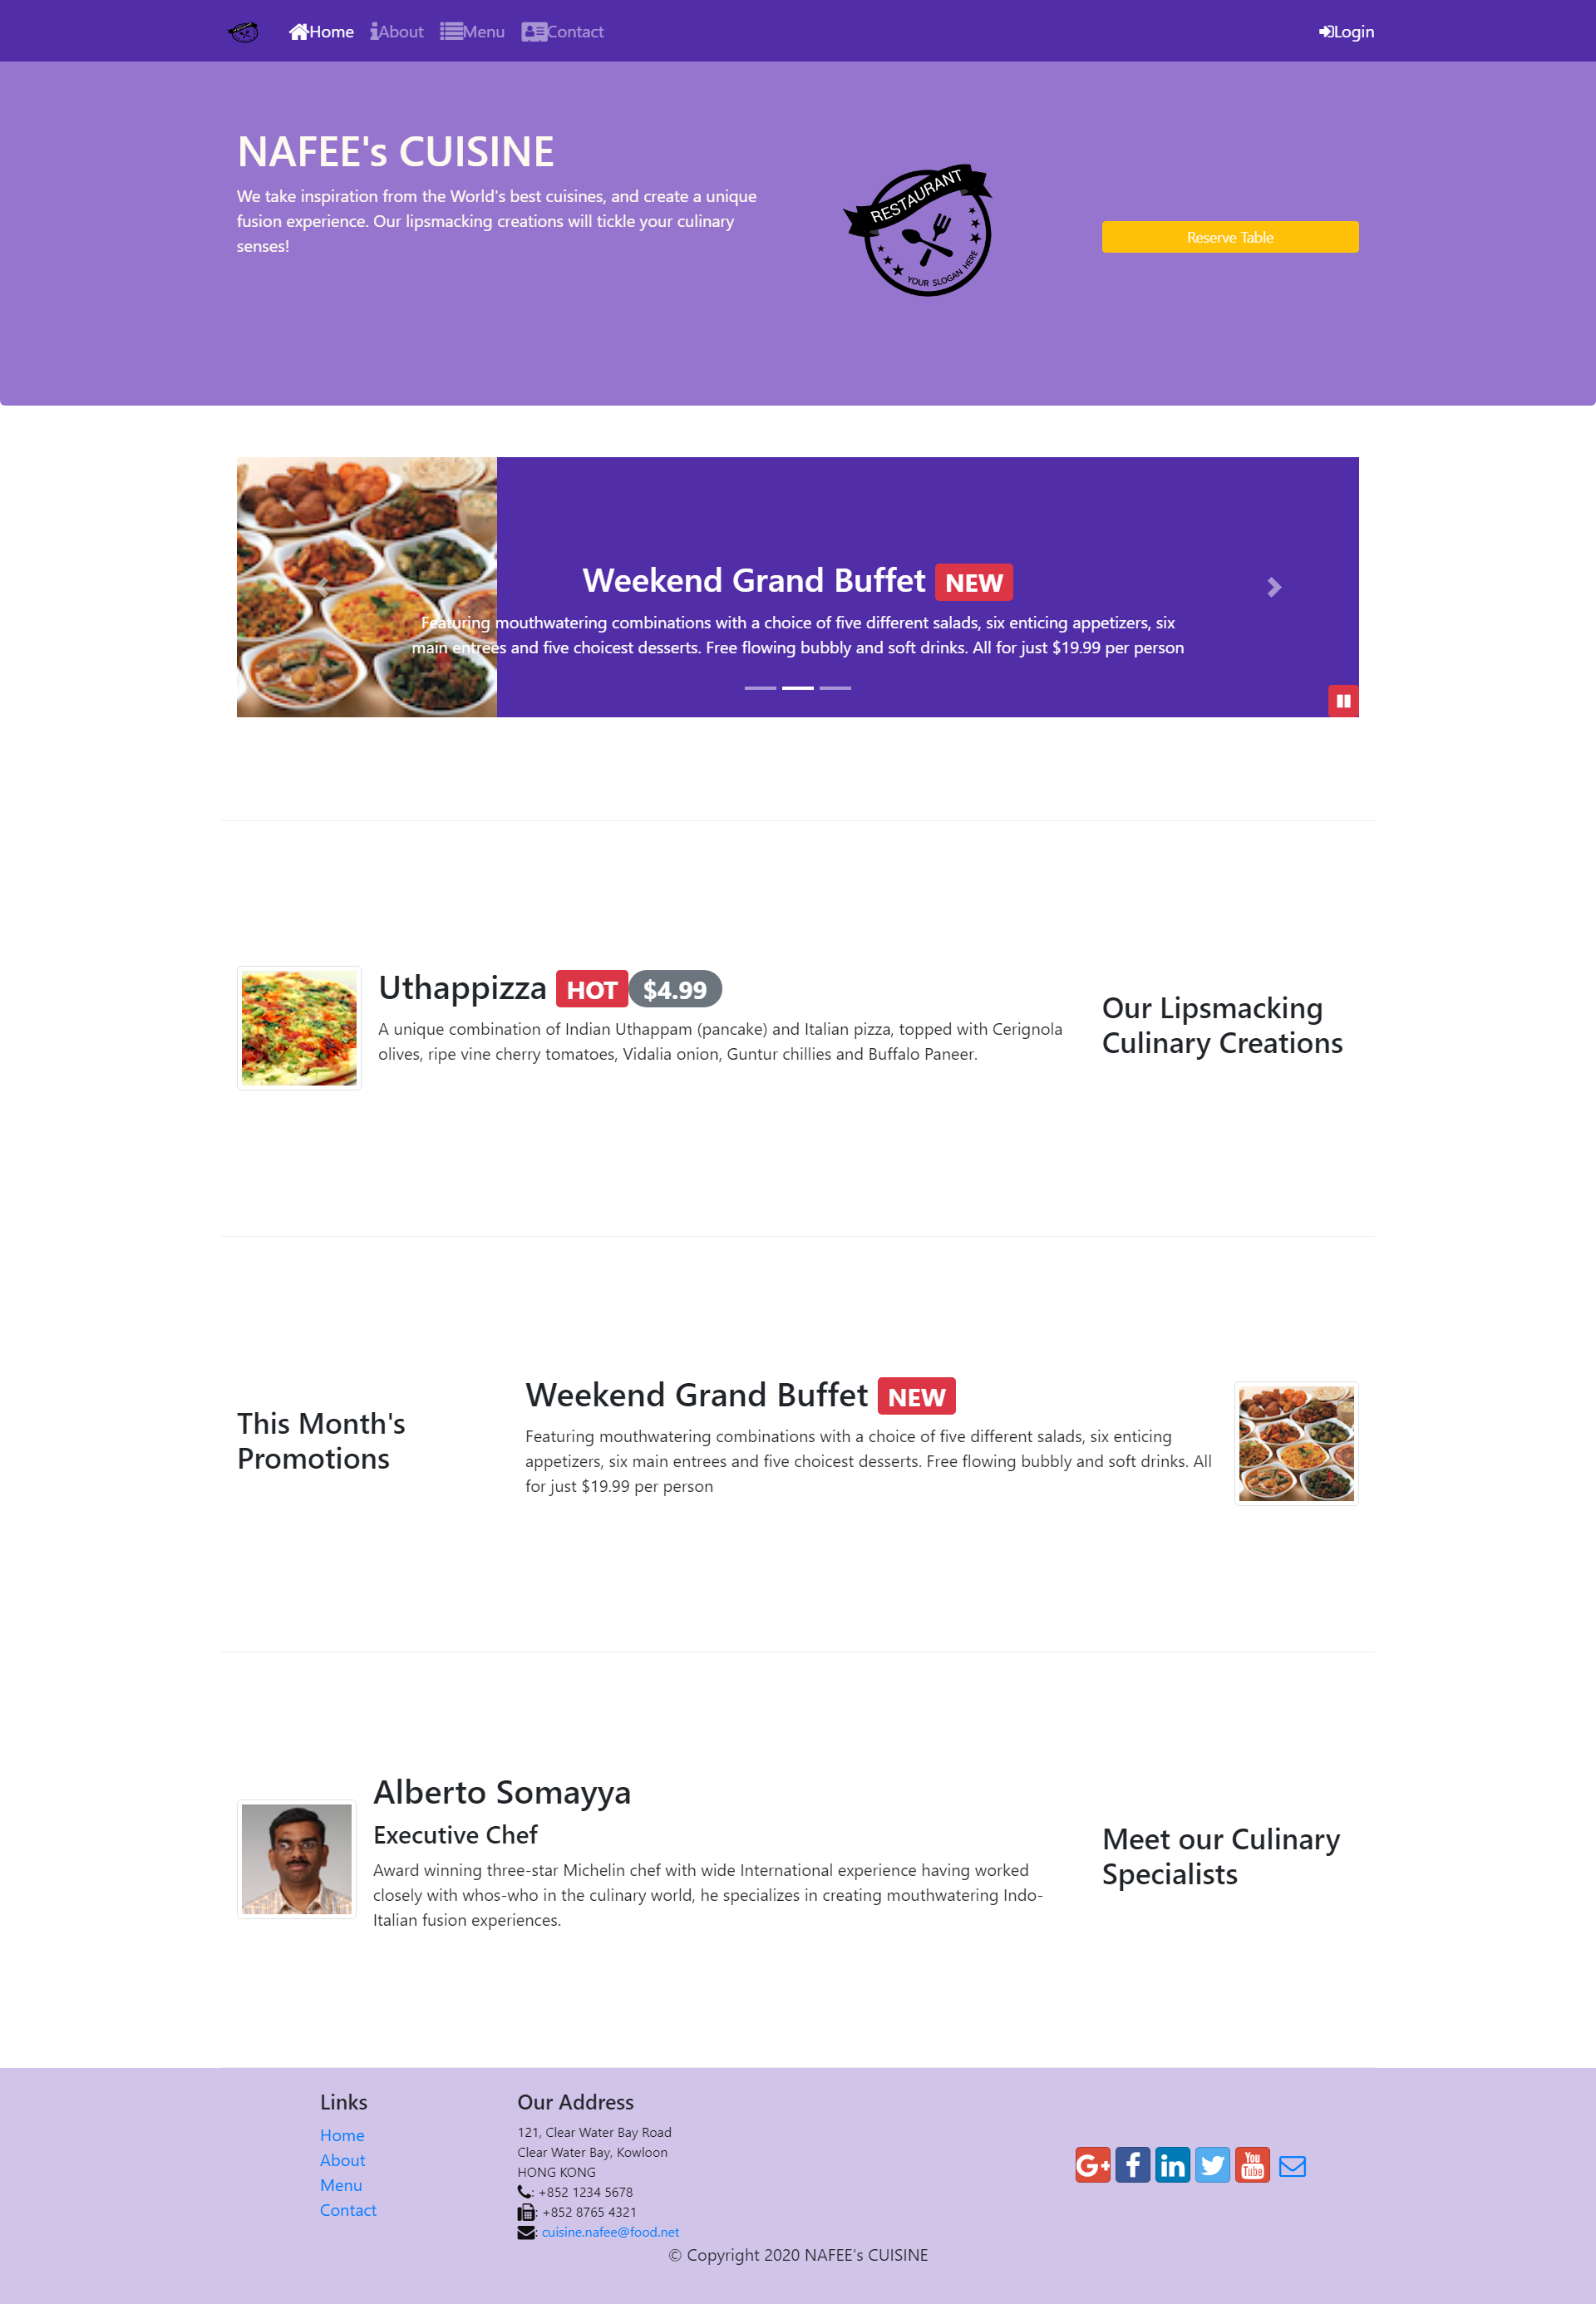 Home About Menu Contact Login
NAFEE's CUISINE
We take inspiration from the World's best cuisines, and create a unique
fusion experience. Our lipsmacking creations will tickle your culinary
senses!
RESTAURANT
YOUR SLOGAN HERE
Reserve Table
Weekend Grand Buffet NEW
Featuring mouthwatering combinations with a choice of five different salads, six enticing appetizers, six
main entrees and five choicest desserts. Free flowing bubbly and soft drinks. All for just $19.99 per person
Uthappizza HOT $4.99
A unique combination of Indian Uthappam (pancake) and Italian pizza, topped with Cerignola
olives, ripe vine cherry tomatoes, Vidalia onion, Guntur chillies and Buffalo Paneer.
Our Lipsmacking
Culinary Creations
This Month's
Promotions
Weekend Grand Buffet NEW
Featuring mouthwatering combinations with a choice of five different salads, six enticing
appetizers, six main entrees and five choicest desserts. Free flowing bubbly and soft drinks. All
for just $19.99 per person
Alberto Somayya
Executive Chef
Award winning three-star Michelin chef with wide International experience having worked
closely with whos-who in the culinary world, he specializes in creating mouthwatering Indo-
Italian fusion experiences.
Meet our Culinary
Specialists
Links
Home
About
Menu
Contact
Our Address
121, Clear Water Bay Road
Clear Water Bay, Kowloon
HONG KONG
: +852 1234 5678
: +852 8765 4321
: cuisine.nafee@food.net
G+ f in You Tube
© Copyright 2020 NAFEE's CUISINE